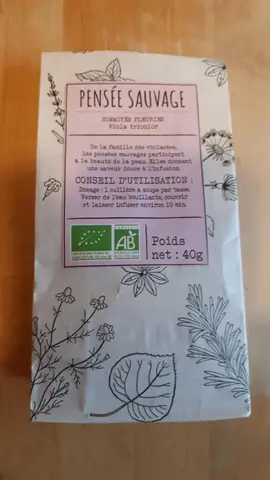 PENSÉE SAUVAGE
SOMMITÉS FLEURIES
Viola tricolor
De la famille des violacées,
les pensées sauvages participent
à la beauté de la peau. Elles donnent
une saveur douce à l'infusion
CONSEIL D'UTILISATION :
Dosage : 1 cuillère à soupe par tasse.
Verser de l'eau bouillante, couvrir
et laisser infuser environ 10 min.
AB
Poids
net : 40g